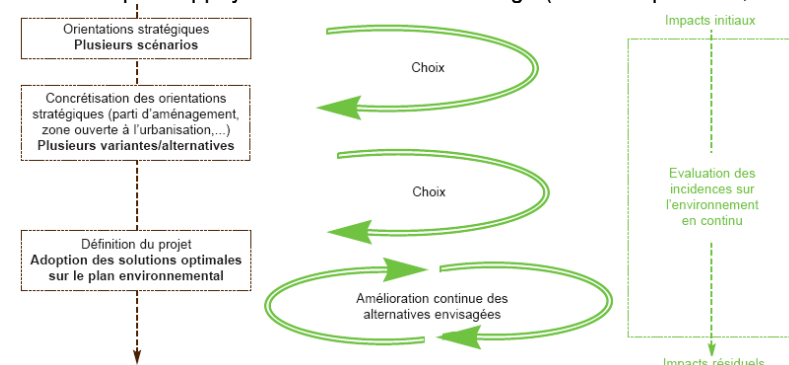 Orientations stratégiques
Plusieurs scénarios
Choix
Concrétisation des orientations
stratégiques (parti d'aménagement,
zone ouverte à l'urbanisation,...)
Plusieurs variantes/alternatives
Choix
Définition du projet
Adoption des solutions optimales
sur le plan environnemental
Amélioration continue des
alternatives envisagées
Impacts initiaux
Evaluation des
incidences sur
l'environnement
en continu
Impacts résiduels